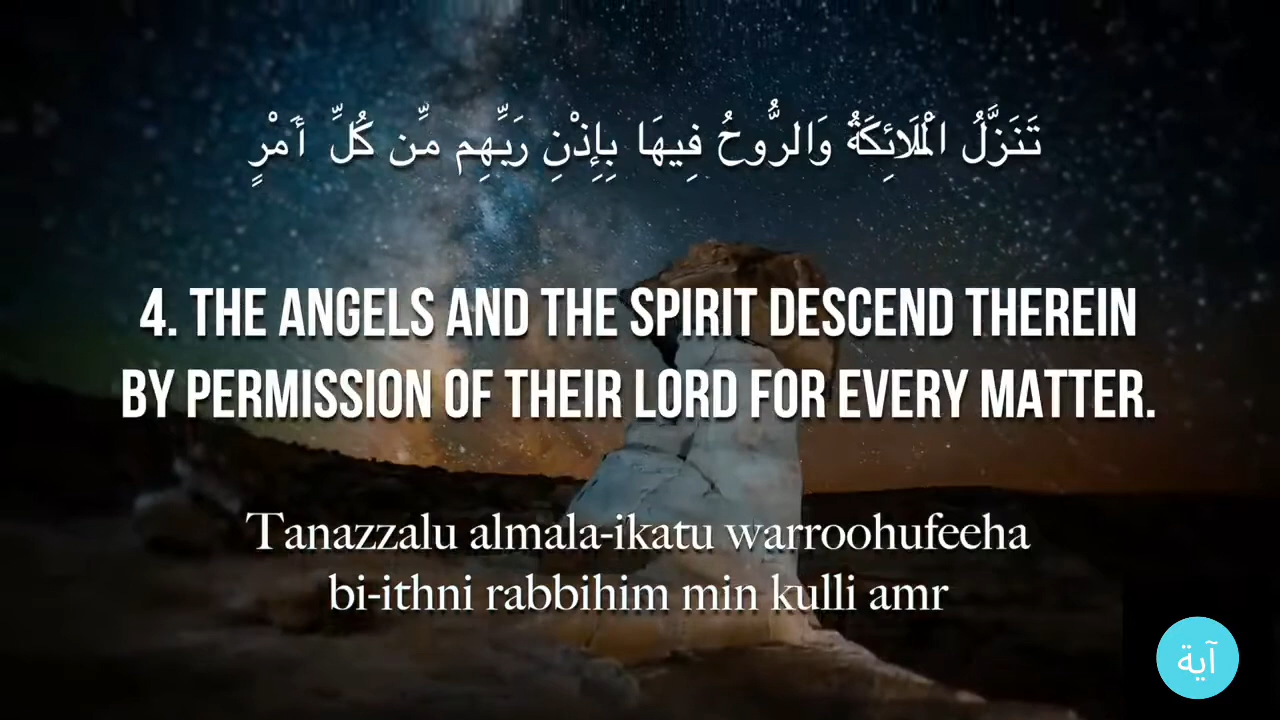 تَنَزَّلُ الْمَلَائِكَةُ وَالرُّوحُ فِيهَا بِإِذْنِ رَبِّهِم مِّن كُلِّ أَمْرٍ
4. THE ANGELS AND THE SPIRIT DESCEND THEREIN
BY PERMISSION OF THEIR LORD FOR EVERY MATTER.
Tanazzalu almala-ikatu warroohufeeha
bi-ithni rabbihim min kulli amr
آية